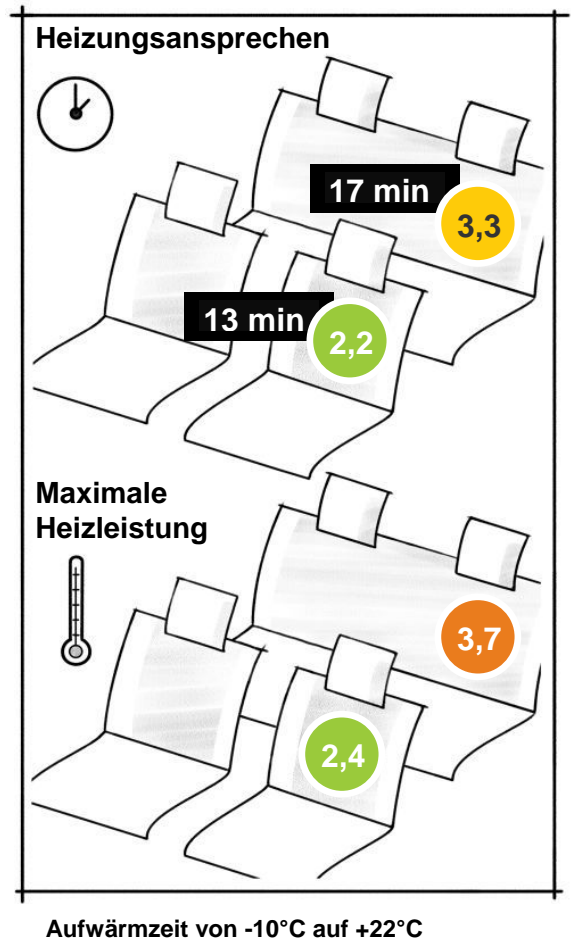 Heizungsansprechen
17 min
3,3
13 min
2,2
Maximale
Heizleistung
3,7
2,4
Aufwärmzeit von -10°C auf +22°C